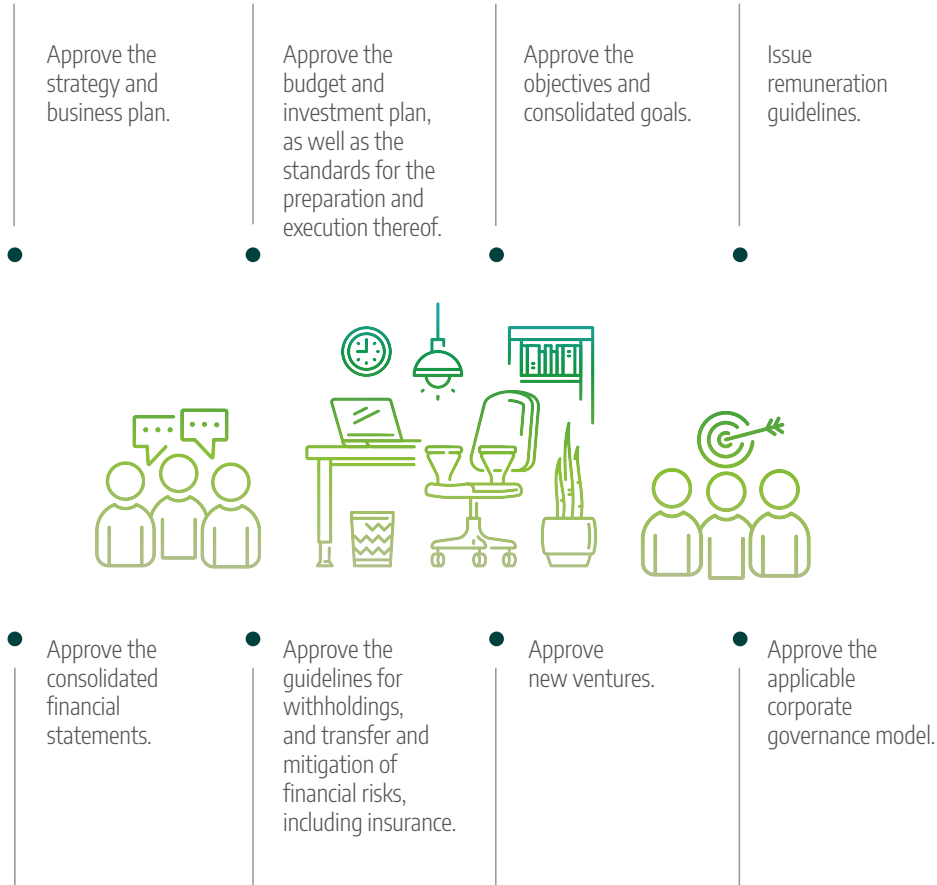 Approve the
strategy and
business plan.
Approve the
budget and
investment plan,
as well as the
standards for the
preparation and
execution thereof.
Approve the
objectives and
consolidated goals.
Issue
remuneration
guidelines.
Approve the
consolidated
financial
statements.
Approve the
guidelines for
withholdings,
and transfer and
mitigation of
financial risks,
including insurance.
Approve
new ventures.
Approve the
applicable
corporate
governance model.